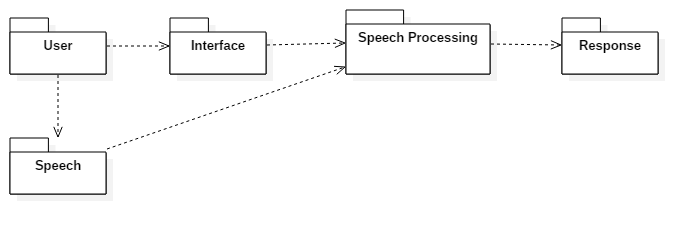 User
Interface
Speech Processing
Response
Speech